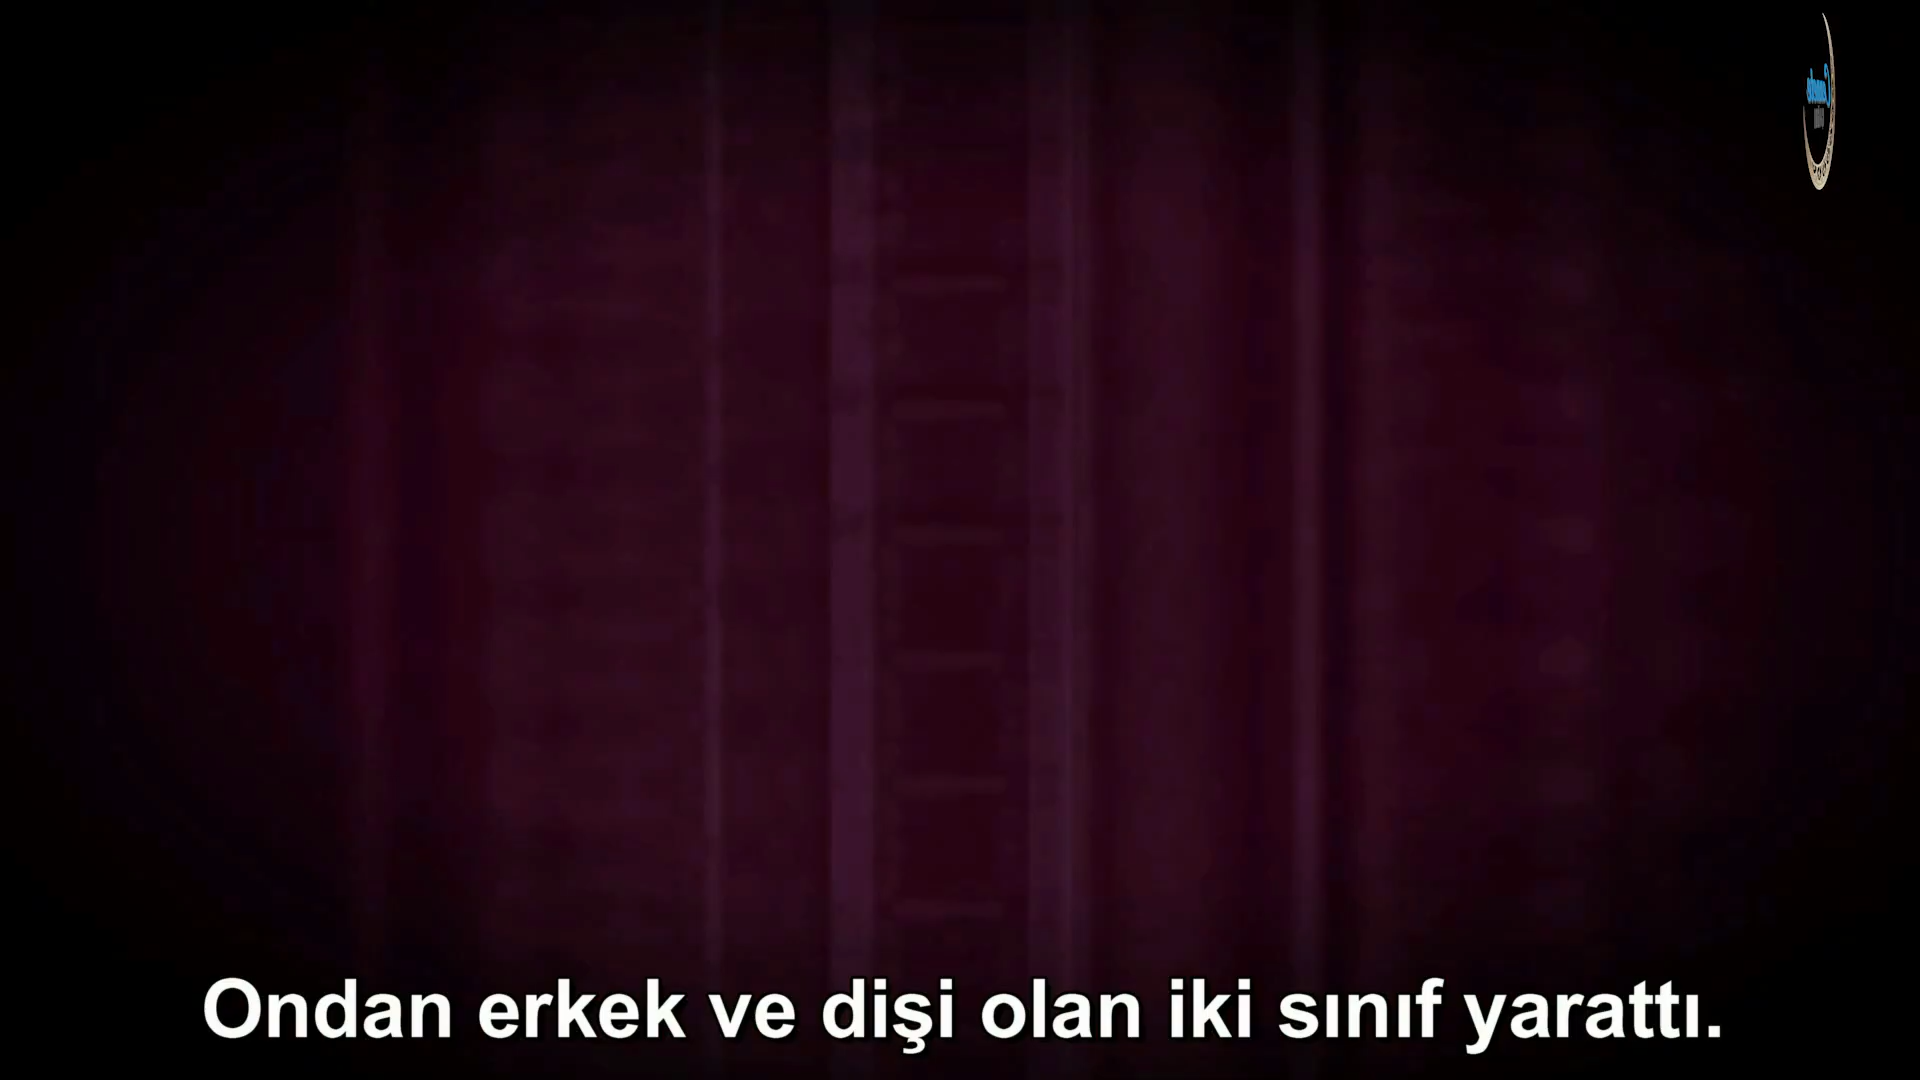 Ondan erkek ve dişi olan iki sınıf yarattı.